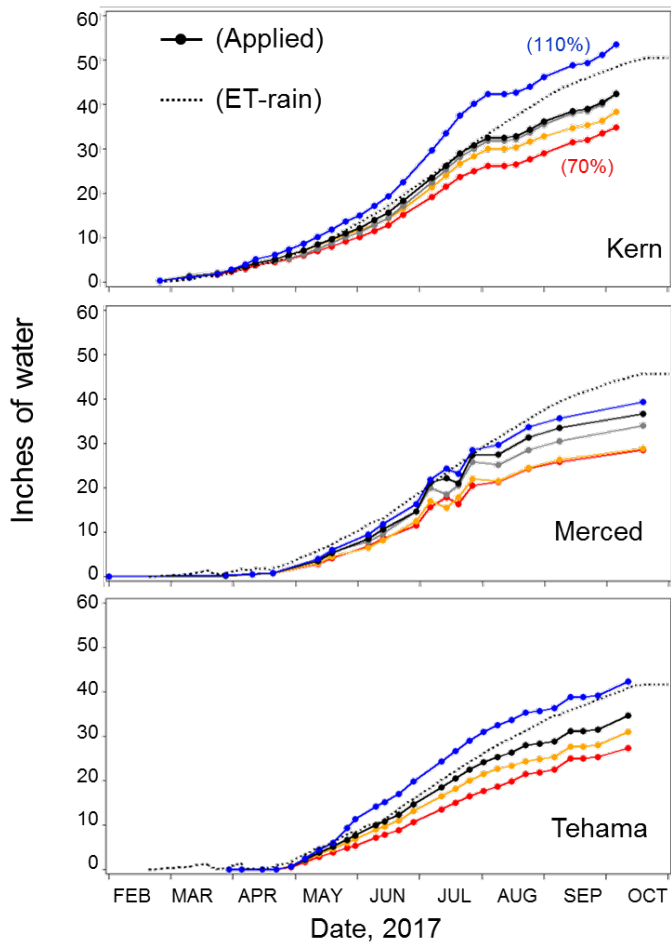 60
50
40
30
20
10
0
(Applied)
(ET-rain)
(110%)
(70%)
Kern
Inches of water
60
50
40
30
20
10
0
Merced
60
50
40
30
20
10
0
Tehama
FEB MAR APR MAY JUN JUL AUG SEP OCT
Date, 2017